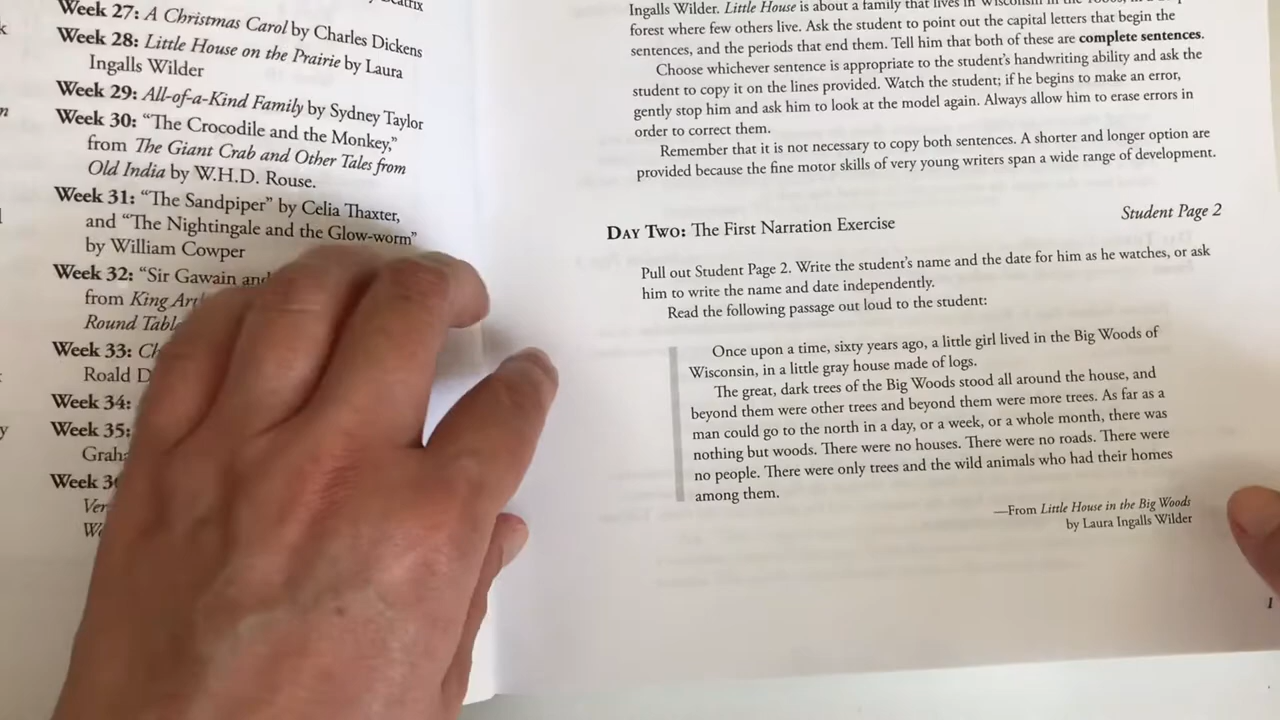 Week 27: A Christmas Carol by Charles Dickens
Week 28: Little House on the Prairie by Laura
Ingalls Wilder
Week 29: All-of-a-Kind Family by Sydney Taylor
Week 30: “The Crocodile and the Monkey,”
from The Giant Crab and Other Tales from
Old India by W.H.D. Rouse.
Week 31: “The Sandpiper” by Celia Thaxter,
and “The Nightingale and the Glow-worm”
by William Cowper
Week 32: “Sir Gawain and
from King
Round
Week 33:
Roald
Week 34:
Week 35:
Week
Ingalls Wilder. Little House is about a family that lives in Wisconsin in the
forest where few others live. Ask the student to point out the capital letters that begin the
sentences, and the periods that end them. Tell him that both of these are complete sentences.
Choose whichever sentence is appropriate to the student’s handwriting ability and ask the
student to copy it on the lines provided. Watch the student; if he begins to make an error,
gently stop him and ask him to look at the model again. Always allow him to erase errors in
order to correct them.
Remember that it is not necessary to copy both sentences. A shorter and longer option are
provided because the fine motor skills of very young writers span a wide range of development.
Student Page 2
Day Two: The First Narration Exercise
Pull out Student Page 2. Write the student’s name and the date for him as he watches, or ask
him to write the name and date independently.
Read the following passage out loud to the student:
Once upon a time, sixty years ago, a little girl lived in the Big Woods of
Wisconsin, in a little gray house made of logs.
The great, dark trees of the Big Woods stood all around the house, and
beyond them were other trees and beyond them were more trees. As far as a
man could go to the north in a day, or a week, or a whole month, there was
nothing but woods. There were no houses. There were no roads. There were
no people. There were only trees and the wild animals who had their homes
among them.
—From Little House in the Big Woods
by Laura Ingalls Wilder
1